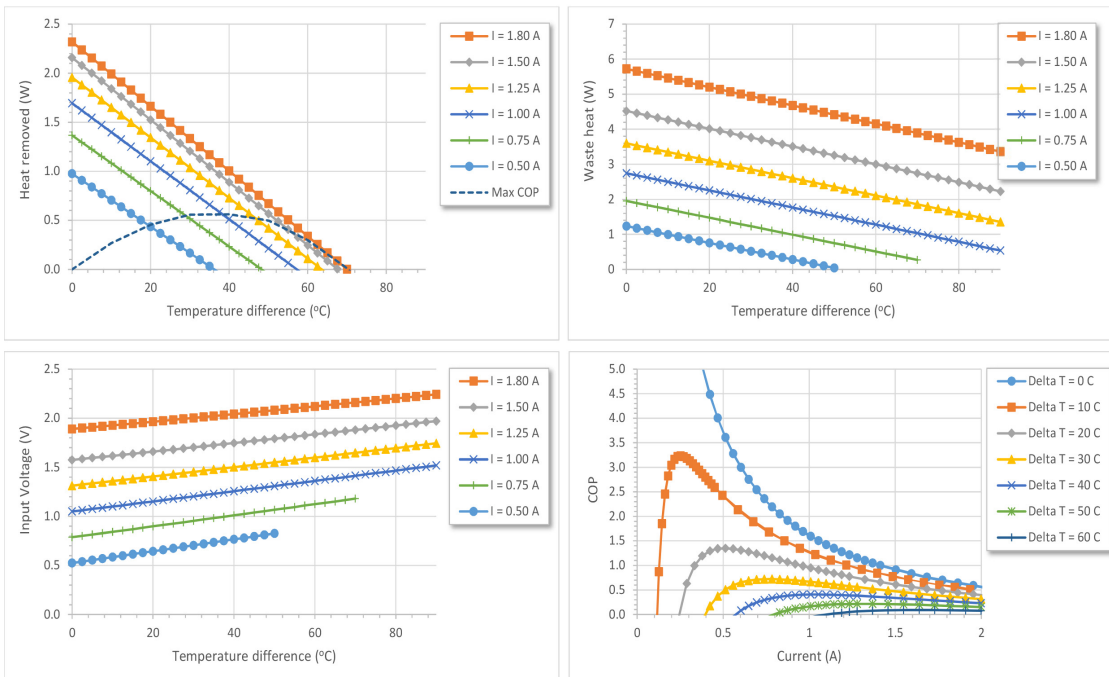 2.5
2.0
1.5
1.0
0.5
0.0
0
20
40
60
80
Heat removed (W)
Temperature difference (°C)
I = 1.80 A
I = 1.50 A
I = 1.25 A
I = 1.00 A
I = 0.75 A
I = 0.50 A
Max COP
7
6
5
4
3
2
1
0
0
20
40
60
80
Waste heat (W)
Temperature difference (°C)
I = 1.80 A
I = 1.50 A
I = 1.25 A
I = 1.00 A
I = 0.75 A
I = 0.50 A
2.5
2.0
1.5
1.0
0.5
0.0
0
20
40
60
80
Input Voltage (V)
Temperature difference (°C)
I = 1.80 A
I = 1.50 A
I = 1.25 A
I = 1.00 A
I = 0.75 A
I = 0.50 A
5.0
4.5
4.0
3.5
3.0
2.5
2.0
1.5
1.0
0.5
0.0
0
0.5
1
1.5
2
COP
Current (A)
Delta T = 0 C
Delta T = 10 C
Delta T = 20 C
Delta T = 30 C
Delta T = 40 C
Delta T = 50 C
Delta T = 60 C